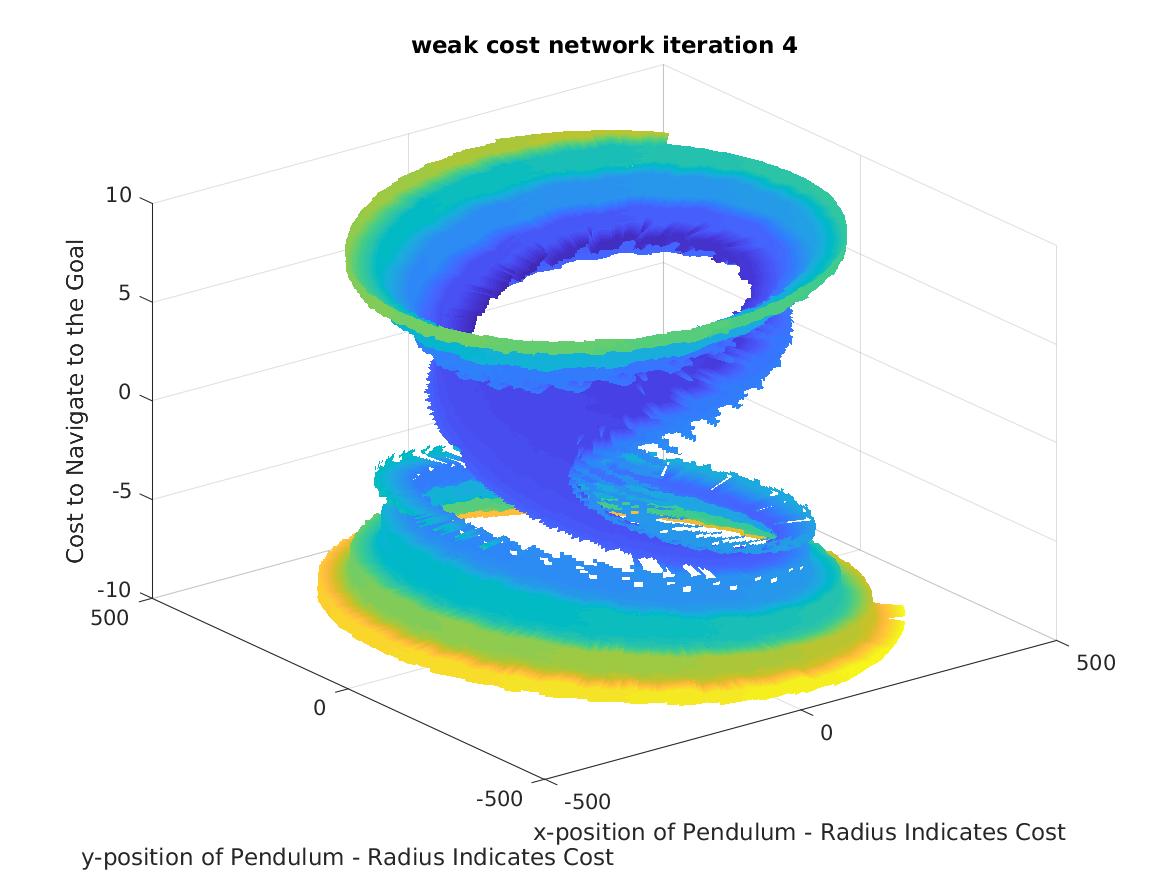 weak cost network iteration 4
10
5
0
-5
-10
Cost to Navigate to the Goal
500
0
-500
-500
0
500
x-position of Pendulum - Radius Indicates Cost
y-position of Pendulum - Radius Indicates Cost